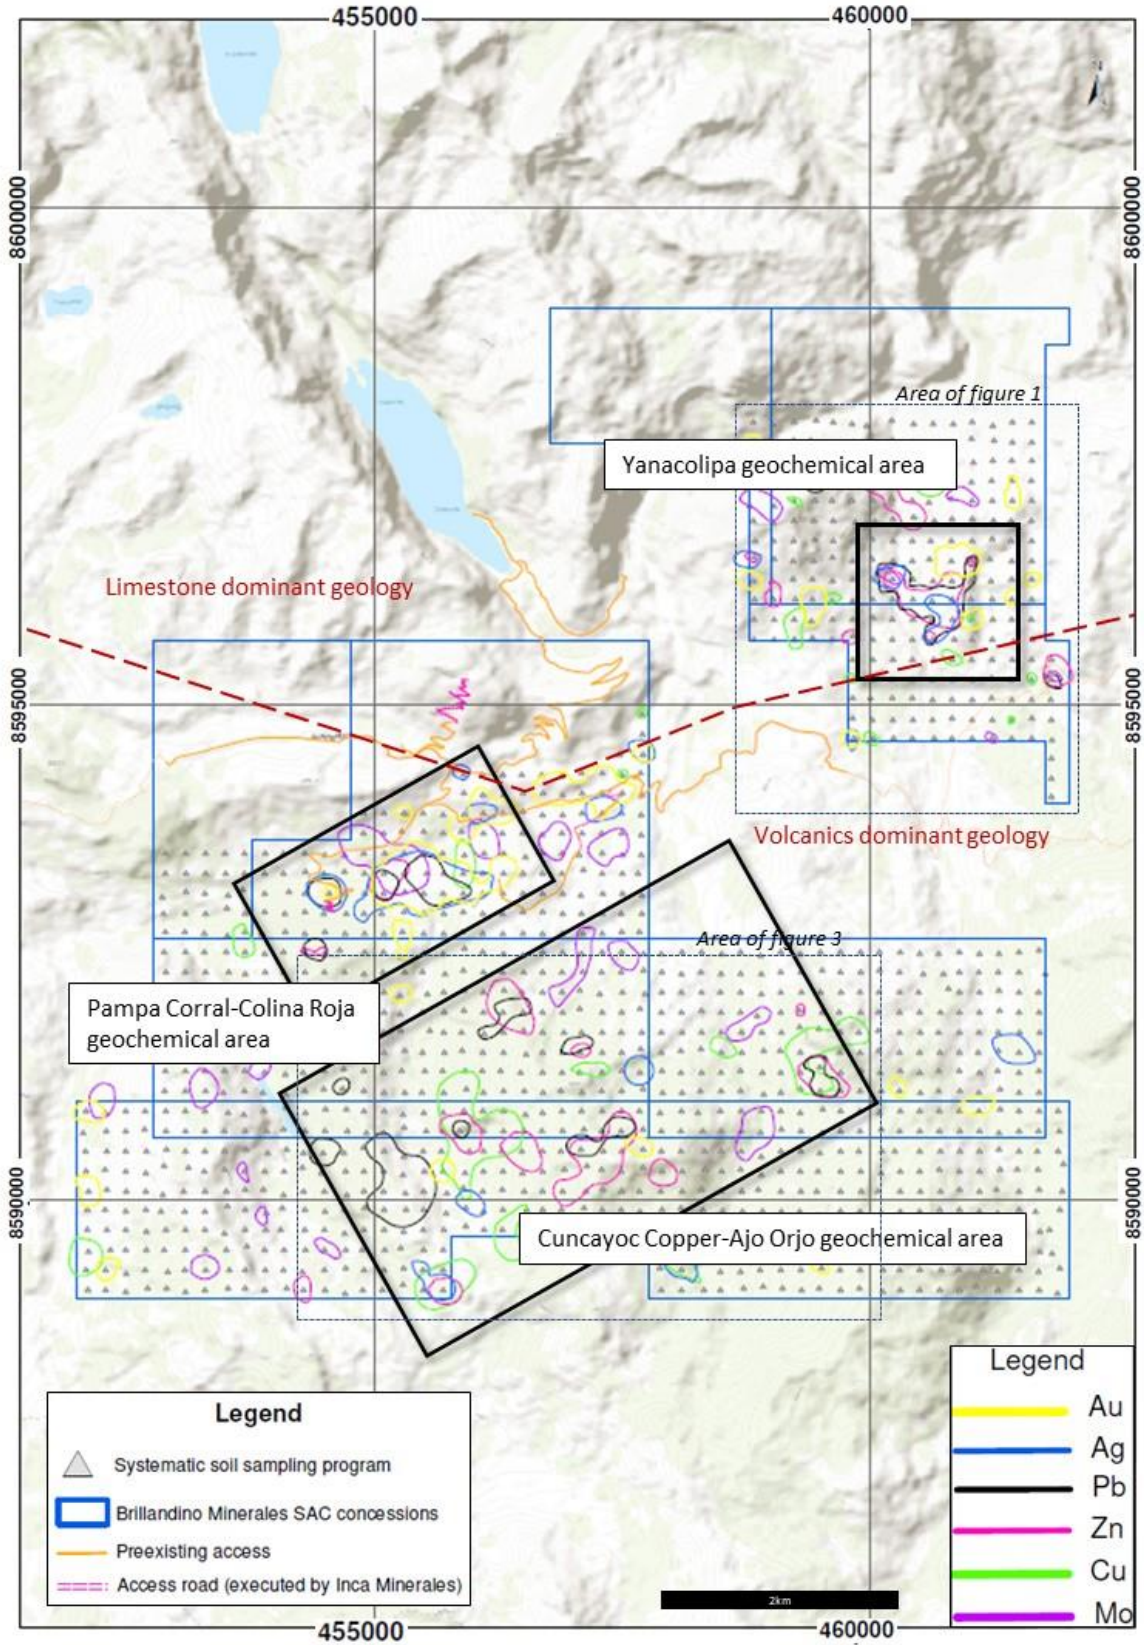 455000
460000
N
8600000
8600000
Area of figure 1
Yanacolipa geochemical area
Limestone dominant geology
8595000
8595000
Volcanics dominant geology
Area of figure 3
Pampa Corral-Colina Roja
geochemical area
8590000
8590000
Cuncayoc Copper-Ajo Orjo geochemical area
Legend
Systematic soil sampling program
Brillandino Minerales SAC concessions
Preexisting access
Access road (executed by Inca Minerales)
2km
Legend
Au
Ag
Pb
Zn
Cu
Mo
455000
460000